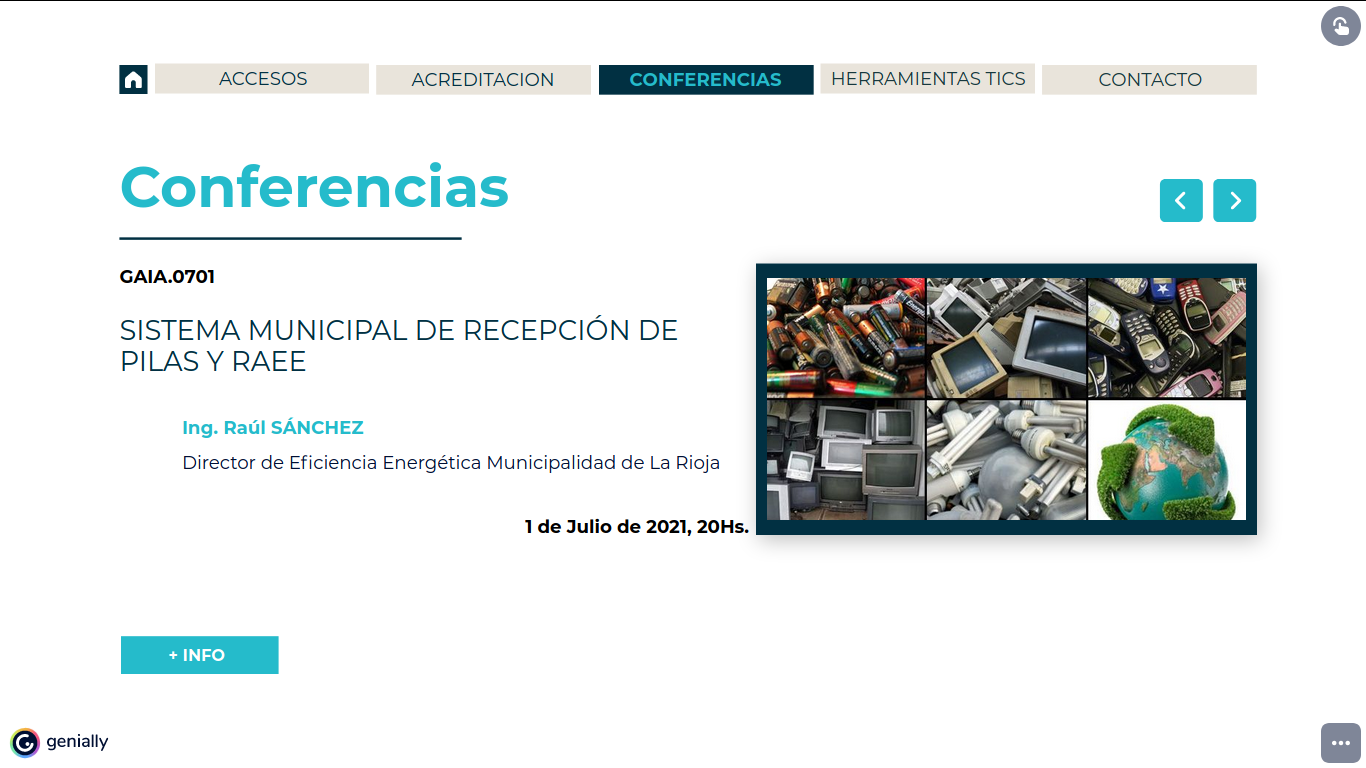 ACCESOS
ACREDITACION
CONFERENCIAS
HERRAMIENTAS TICS
CONTACTO
Conferencias
GAIA.0701
SISTEMA MUNICIPAL DE RECEPCIÓN DE
PILAS Y RAEE
Ing. Raúl SÁNCHEZ
Director de Eficiencia Energética Municipalidad de La Rioja
1 de Julio de 2021, 20Hs.
+ INFO
genially